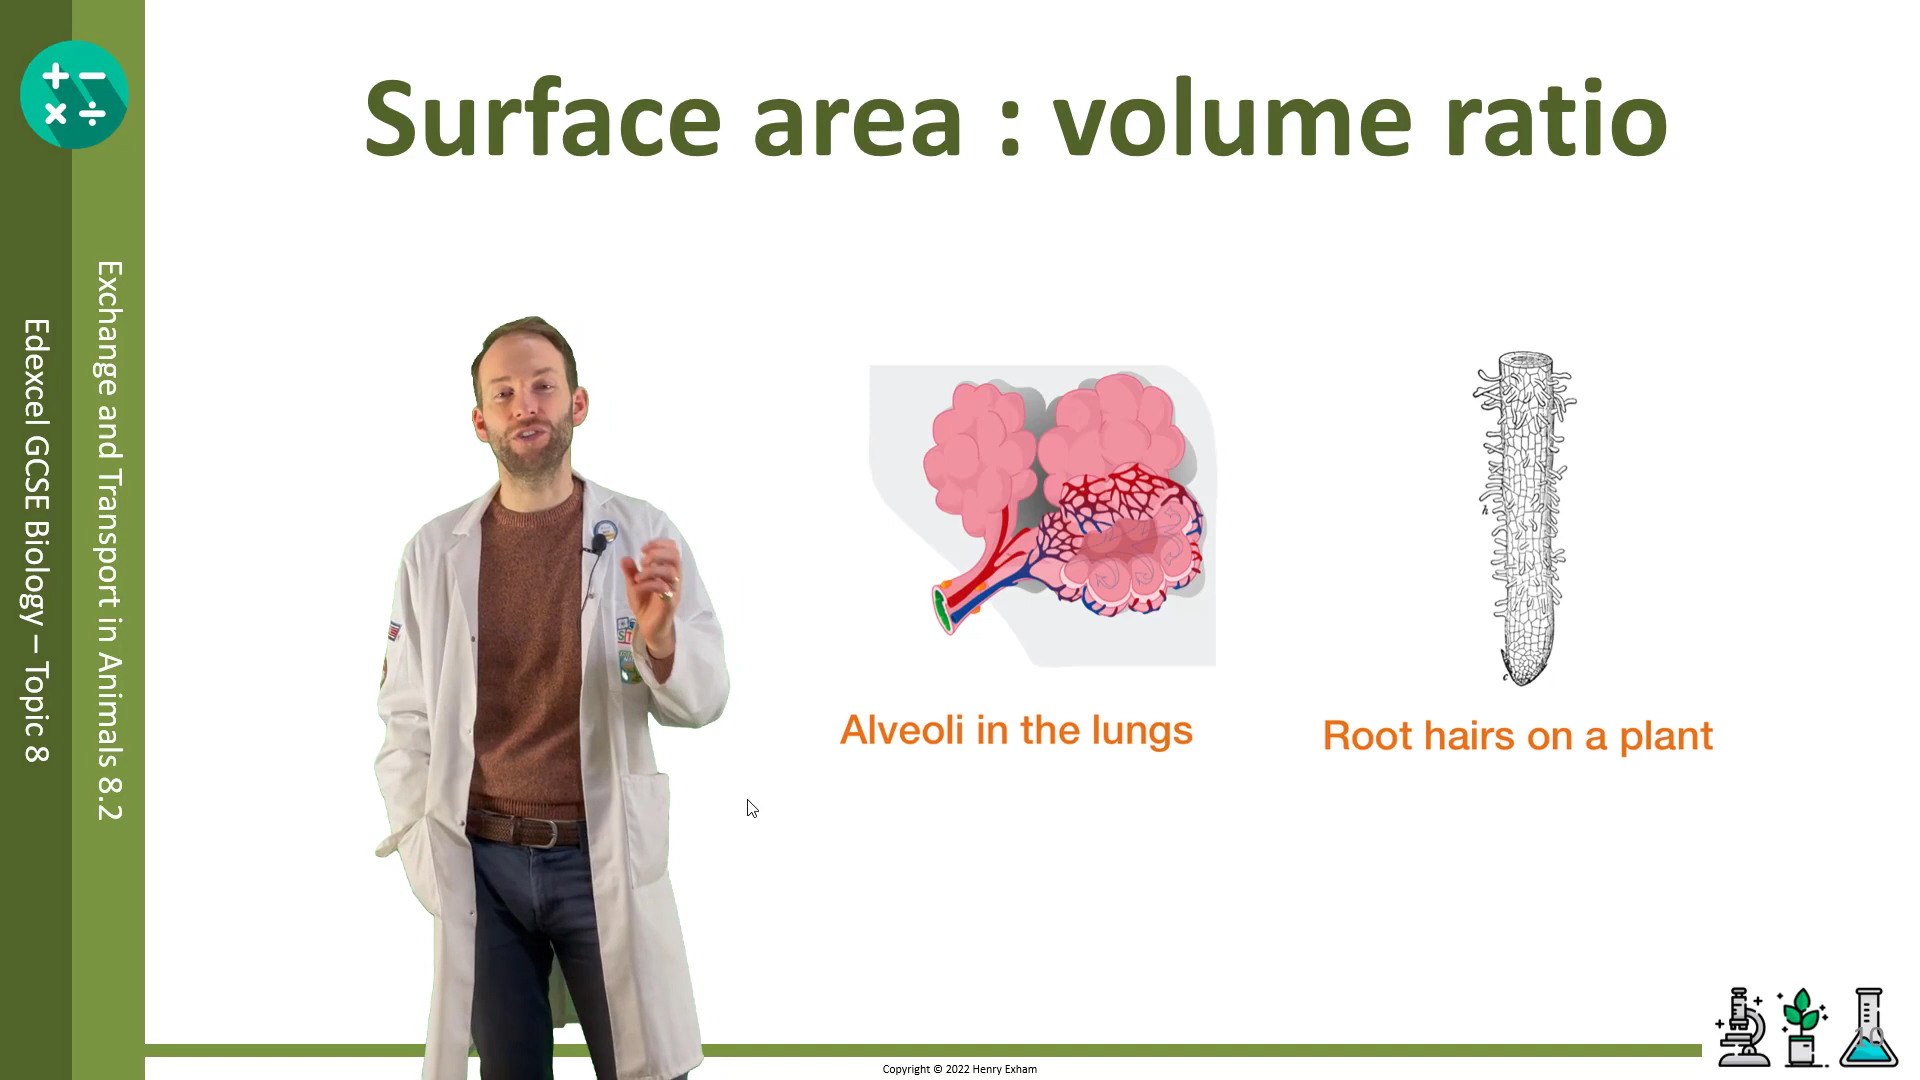 Surface area : volume ratio
Exchange and Transport in Animals 8.2
Edexcel GCSE Biology – Topic 8
Alveoli in the lungs
Root hairs on a plant
h
c
10
Copyright © 2022 Henry Exham